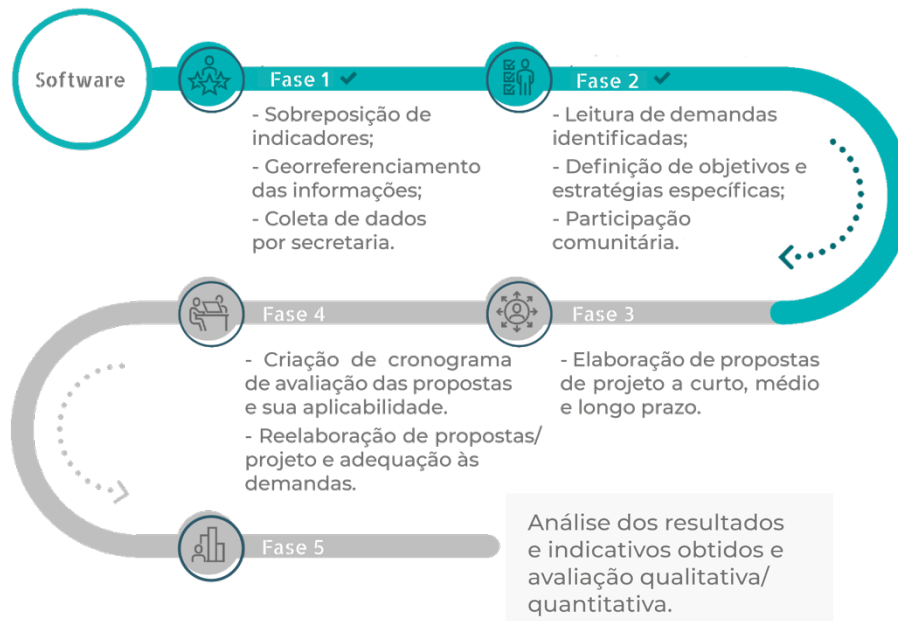 Software
Fase 1 ✔
- Sobreposição de
indicadores;
- Georreferenciamento
das informações;
- Coleta de dados
por secretaria.
Fase 2 ✔
- Leitura de demandas
identificadas;
- Definição de objetivos e
estratégias específicas;
- Participação
comunitária.
Fase 3
- Elaboração de propostas
de projeto a curto, médio
e longo prazo.
Fase 4
- Criação de cronograma
de avaliação das propostas
e sua aplicabilidade.
- Reelaboração de propostas/
projeto e adequação às
demandas.
Fase 5
Análise dos resultados
e indicativos obtidos e
avaliação qualitativa/
quantitativa.